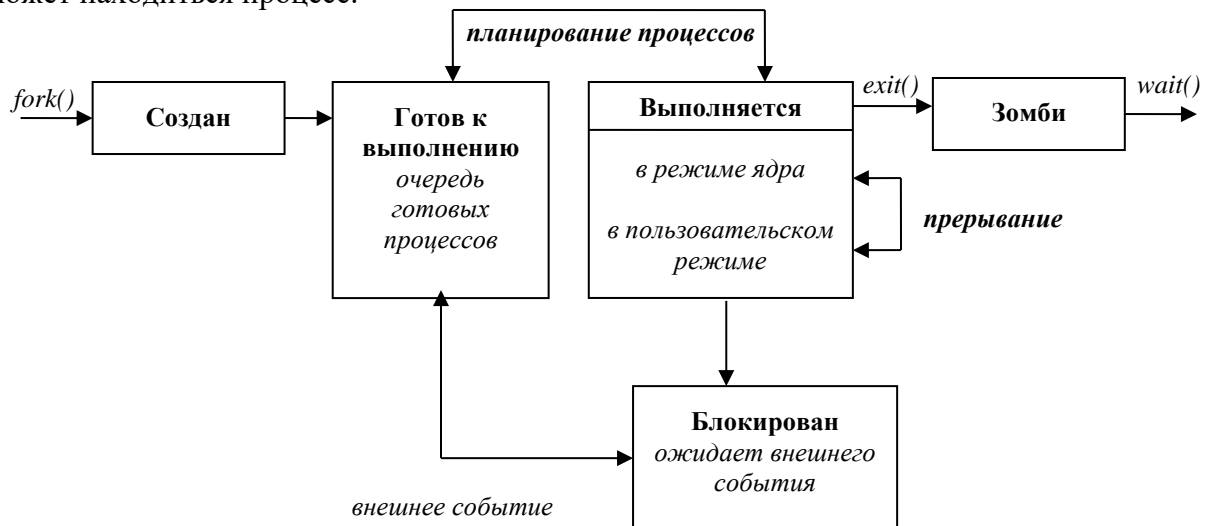 может находиться процесс.
планирование процессов
fork()
Создан
Готов к
выполнению
очередь
готовых
процессов
Выполняется
в режиме ядра
в пользовательском
режиме
exit()
Зомби
wait()
прерывание
Блокирован
ожидает внешнего
события
внешнее событие